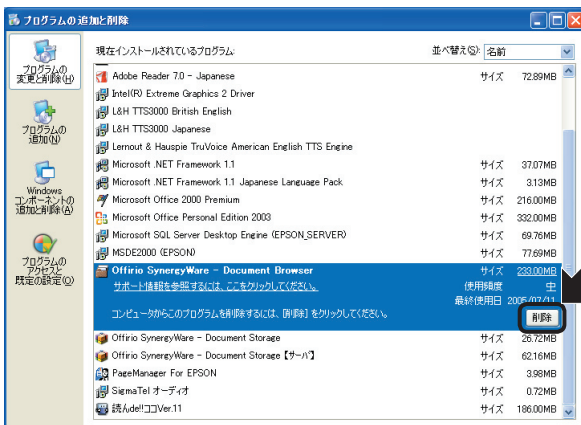 プログラムの追加と削除
プログラムの
変更と削除(H)
プログラムの
追加(N)
Windows
コンポーネントの
追加と削除(A)
プログラムの
アクセスと
既定の設定(O)
現在インストールされているプログラム:
並べ替え(S): 名前
Adobe Reader 7.0 - Japanese サイズ 72.89MB
Intel(R) Extreme Graphics 2 Driver
L&H TTS3000 British English
L&H TTS3000 Japanese
Lernout & Hauspie TruVoice American English TTS Engine
Microsoft .NET Framework 1.1 サイズ 37.07MB
Microsoft .NET Framework 1.1 Japanese Language Pack サイズ 3.13MB
Microsoft Office 2000 Premium サイズ 216.00MB
Microsoft Office Personal Edition 2003 サイズ 332.00MB
Microsoft SQL Server Desktop Engine (EPSON_SERVER) サイズ 69.76MB
MSDE2000 (EPSON) サイズ 77.69MB
Offirio SynergyWare - Document Browser サイズ 233.00MB
サポート情報を参照するには、ここをクリックしてください。 使用頻度 中
最終使用日 2005/07/11
コンピュータからこのプログラムを削除するには、[削除] をクリックしてください。 削除
Offirio SynergyWare - Document Storage サイズ 26.72MB
Offirio SynergyWare - Document Storage 【サーバ】 サイズ 62.16MB
PageManager For EPSON サイズ 3.98MB
SigmaTel オーディオ サイズ 0.72MB
読んde!!ココVer.11 サイズ 186.00MB